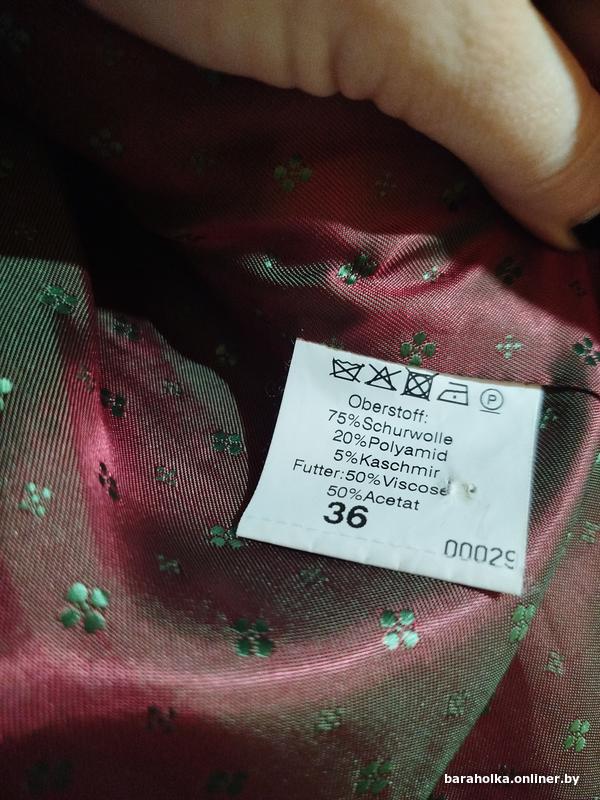 P
Oberstoff:
75%Schurwolle
20%Polyamid
5%Kaschmir
Futter:50%Viscose
50%Acetat
36
00029
baraholka.onliner.by